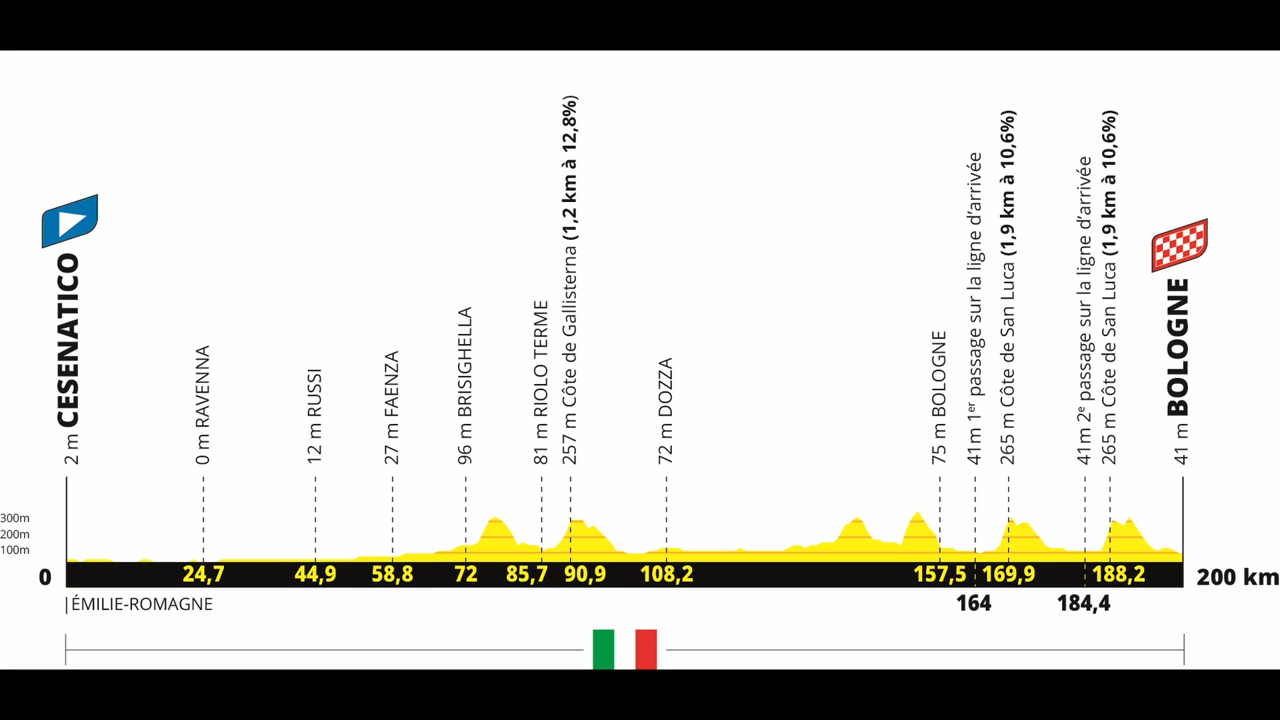 2 m CESENATICO
0 m RAVENNA
12 m RUSSI
27 m FAENZA
96 m BRISIGHELLA
81 m RIOLO TERME
257 m Côte de Gallisterna (1,2 km à 12,8%)
72 m DOZZA
75 m BOLOGNE
41 m 1er passage sur la ligne d'arrivée
265 m Côte de San Luca (1,9 km à 10,6%)
41 m 2e passage sur la ligne d'arrivée
265 m Côte de San Luca (1,9 km à 10,6%)
41 m BOLOGNE
300m
200m
100m
0
24,7
44,9
58,8
72
85,7
90,9
108,2
157,5
169,9
188,2
200 km
164
184,4
ÉMILIE-ROMAGNE